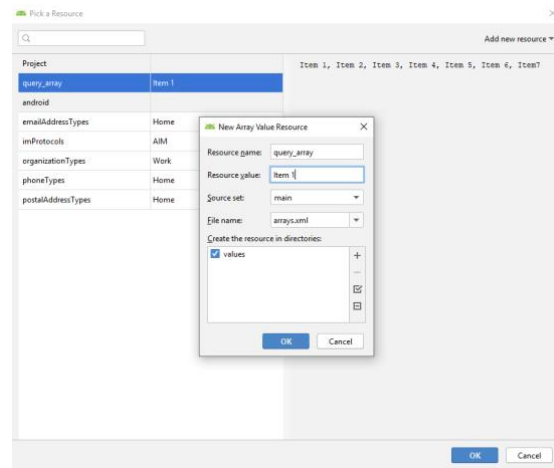 Pick a Resource
Add new resource
Project
Item 1, Item 2, Item 3, Item 4, Item 5, Item 6, Item7
query_array Item 1
android
emailAddressTypes Home
imProtocols AIM
organizationTypes Work
phoneTypes Home
postalAddressTypes Home
New Array Value Resource
Resource name: query_array
Resource value: Item 1
Source set: main
File name: arrays.xml
Create the resource in directories:
values
OK Cancel
OK Cancel